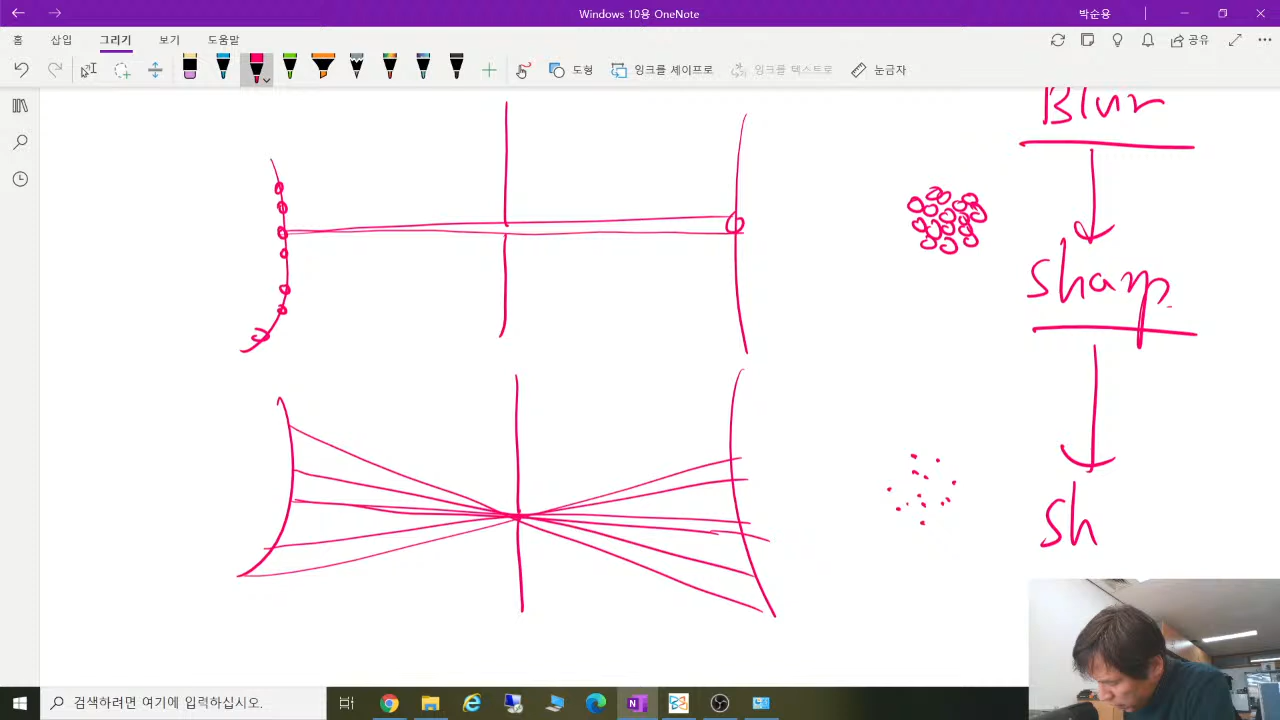 Windows 10용 OneNote
박순용
홈 삽입 그리기 보기 도움말
공유
도형
잉크를 셰이프로
잉크를 텍스트로
눈금자
Blur
Sharp
Sh
검색하려면 여기에 입력하십시오.